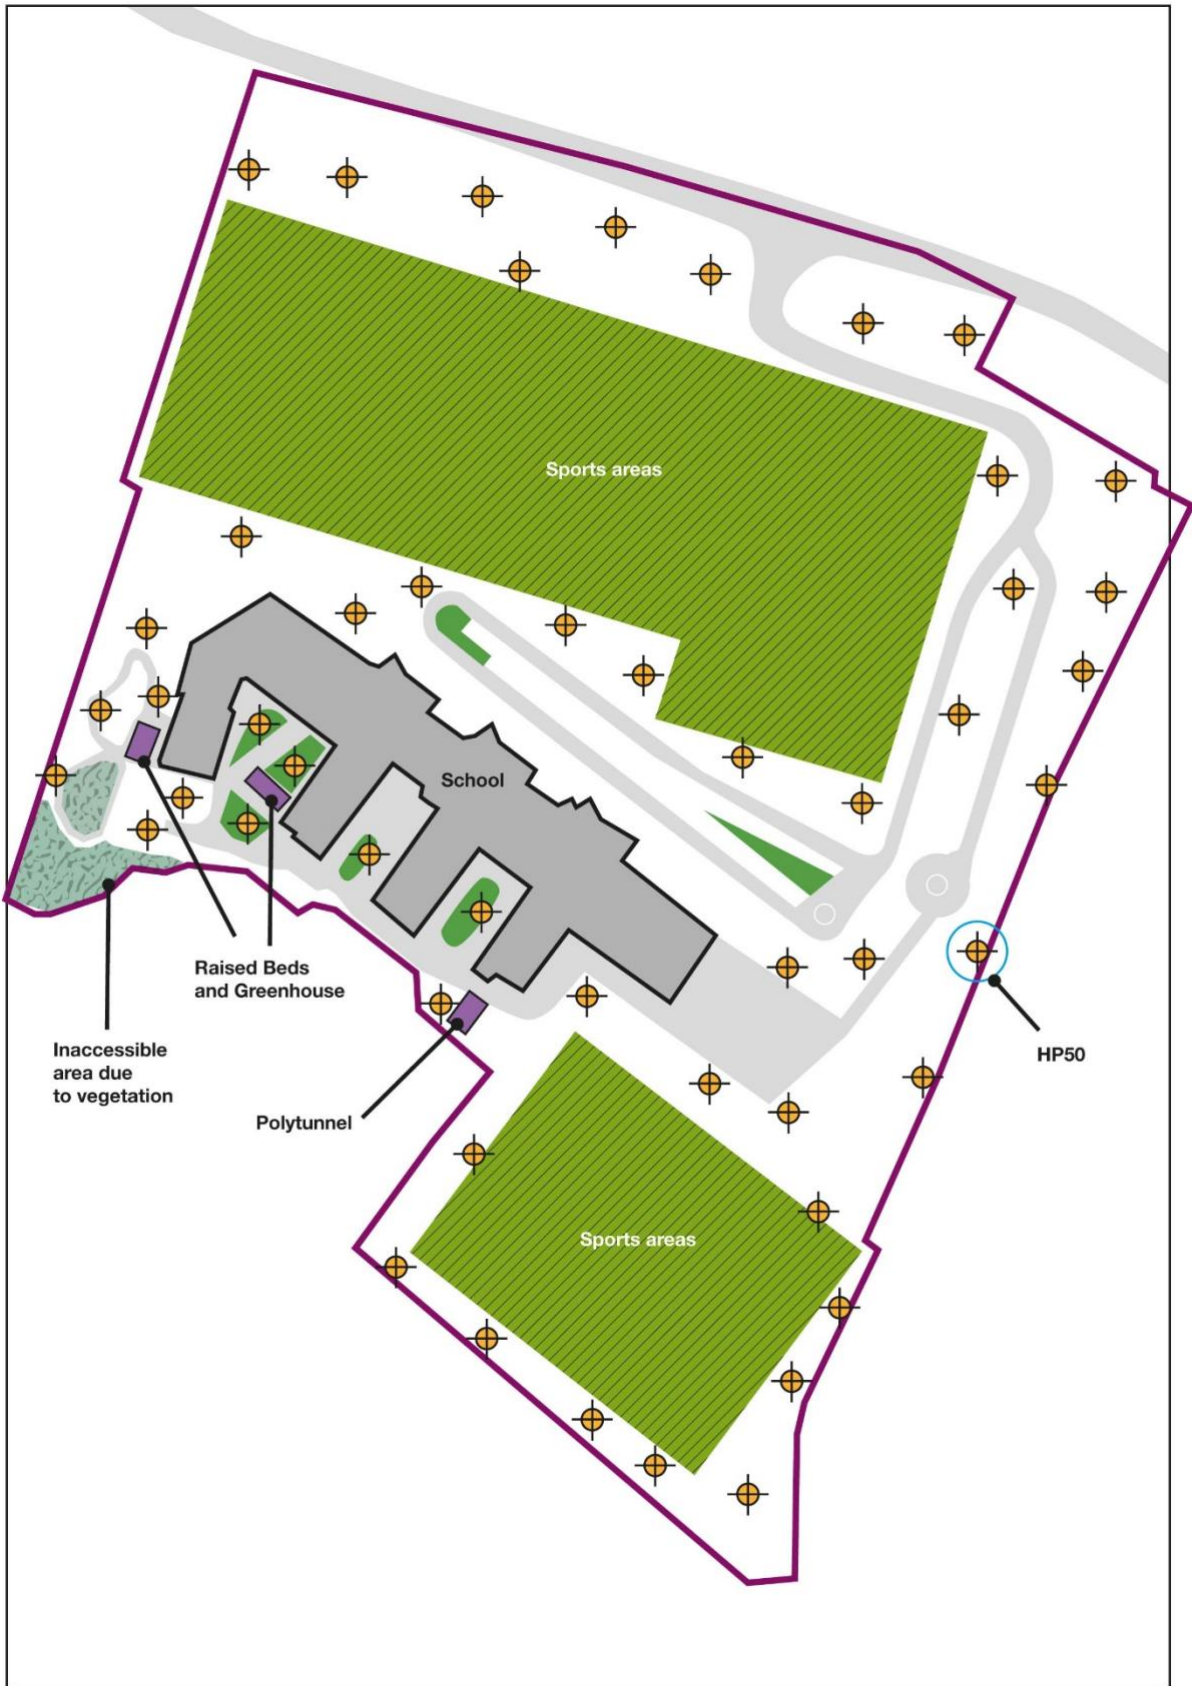 Sports areas
School
Raised Beds
and Greenhouse
Inaccessible
area due
to vegetation
HP50
Polytunnel
Sports areas